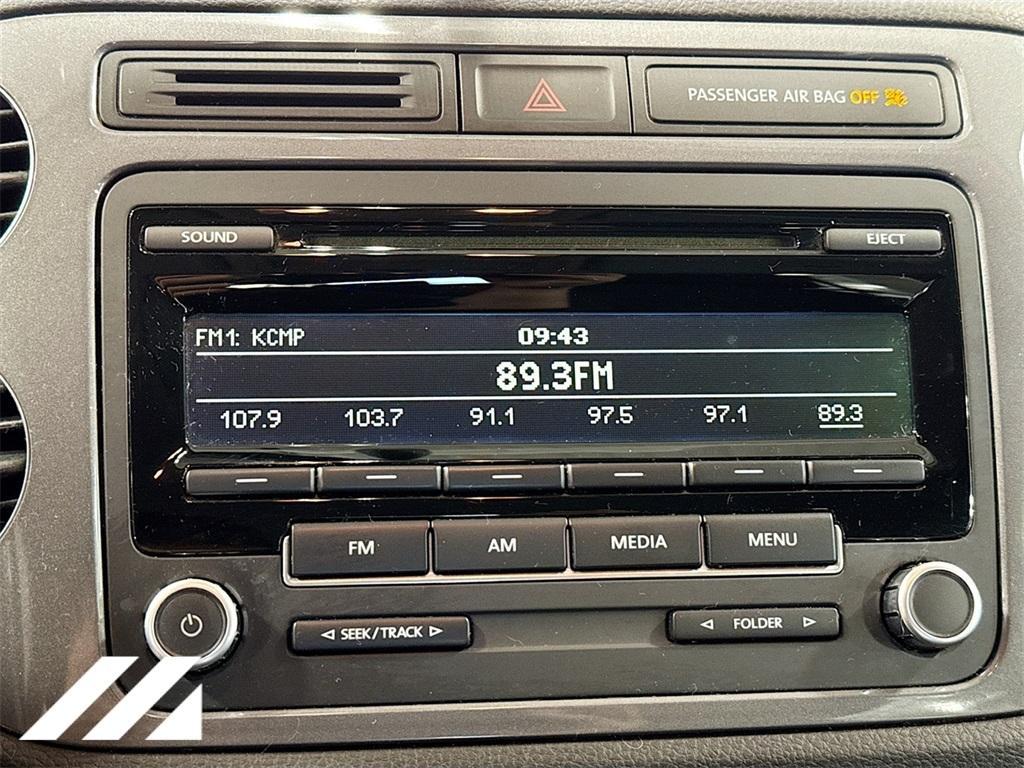 PASSENGER AIR BAG OFF
SOUND
EJECT
FM1: KCMP 09:43
89.3FM
107.9 103.7 91.1 97.5 97.1 89.3
FM AM MEDIA MENU
SEEK/TRACK
FOLDER